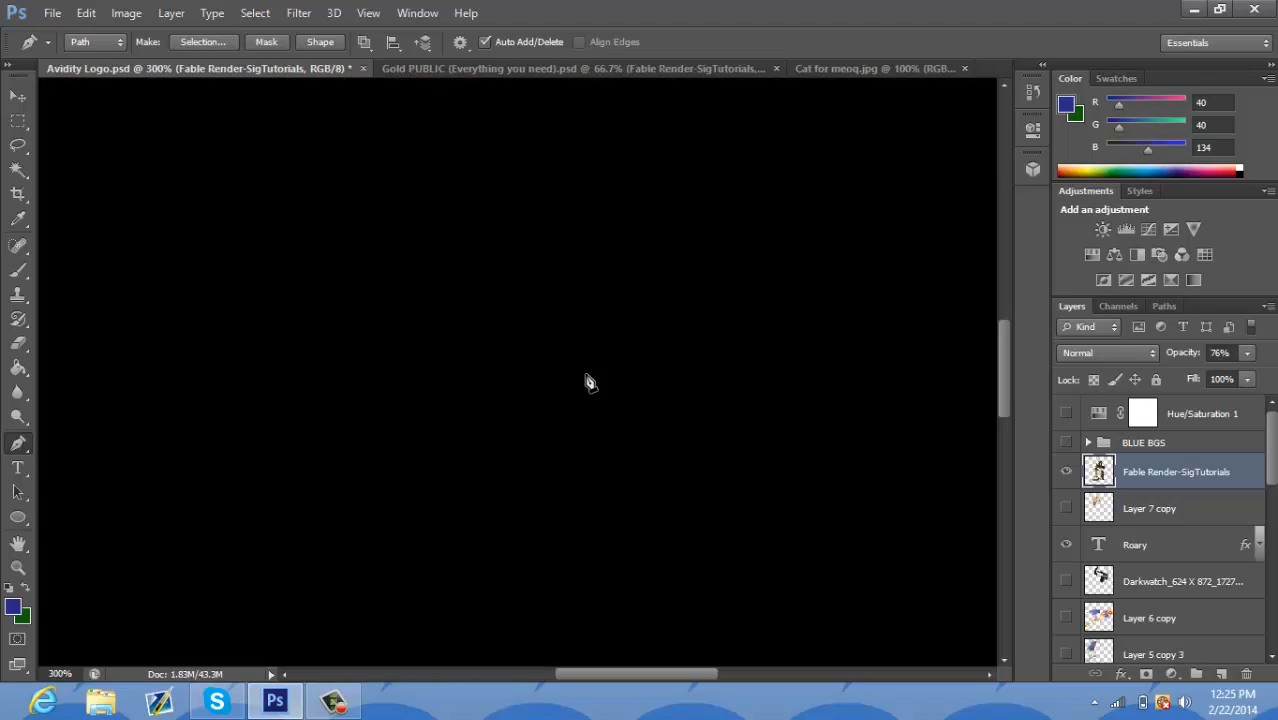 Ps File Edit Image Layer Type Select Filter 3D View Window Help
Path Make: Selection... Mask Shape Auto Add/Delete Align Edges Essentials
Avidity Logo.psd @ 300% (Fable Render-SigTutorials, RGB/8) * × Gold PUBLIC (Everything you need).psd @ 66.7% (Fable Render-SigTutorials,... × Cat for meoq.jpg @ 100% (RGB... ×
Color Swatches
R 40
G 40
B 134
Adjustments Styles
Add an adjustment
Layers Channels Paths
Kind
Normal Opacity: 76%
Lock: Fill: 100%
Hue/Saturation 1
BLUE BGS
Fable Render-SigTutorials
Layer 7 copy
T Roary fx
Darkwatch_624 X 872_1727...
Layer 6 copy
Layer 5 copy 3
300% Doc: 1.83M/43.3M
12:25 PM
2/22/2014